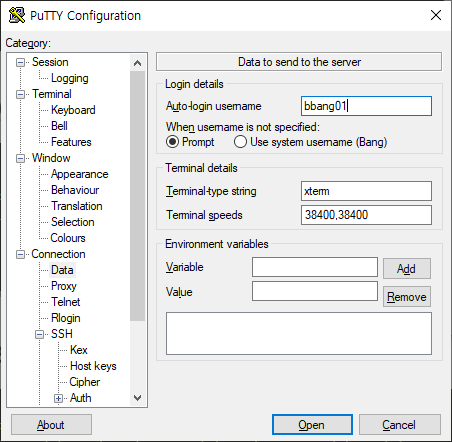 PuTTY Configuration
Category:
Session
Logging
Terminal
Keyboard
Bell
Features
Window
Appearance
Behaviour
Translation
Selection
Colours
Connection
Data
Proxy
Telnet
Rlogin
SSH
Kex
Host keys
Cipher
Auth
Data to send to the server
Login details
Auto-login username bbang01
When username is not specified:
Prompt Use system username (Bang)
Terminal details
Terminal-type string xterm
Terminal speeds 38400,38400
Environment variables
Variable Add
Value Remove
About Open Cancel